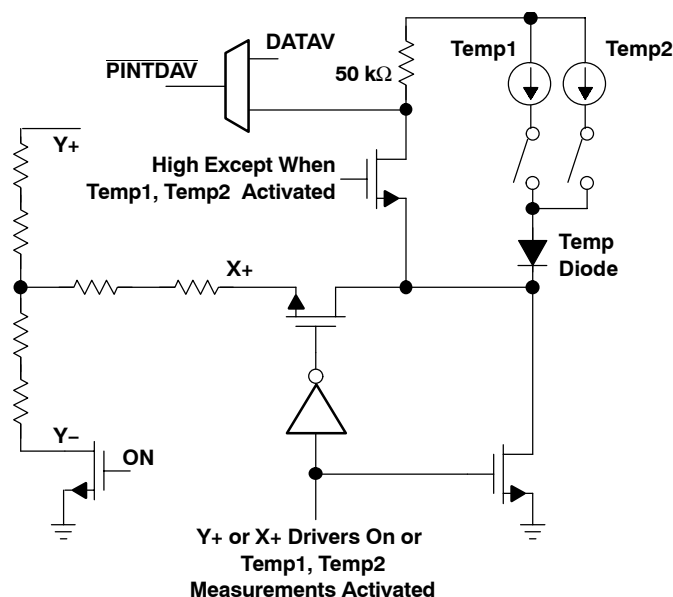 DATAV
Temp1
Temp2
P̅I̅N̅T̅D̅A̅V̅
50 kΩ
Y+
High Except When
Temp1, Temp2 Activated
X+
Temp
Diode
Y−
ON
Y+ or X+ Drivers On or
Temp1, Temp2
Measurements Activated